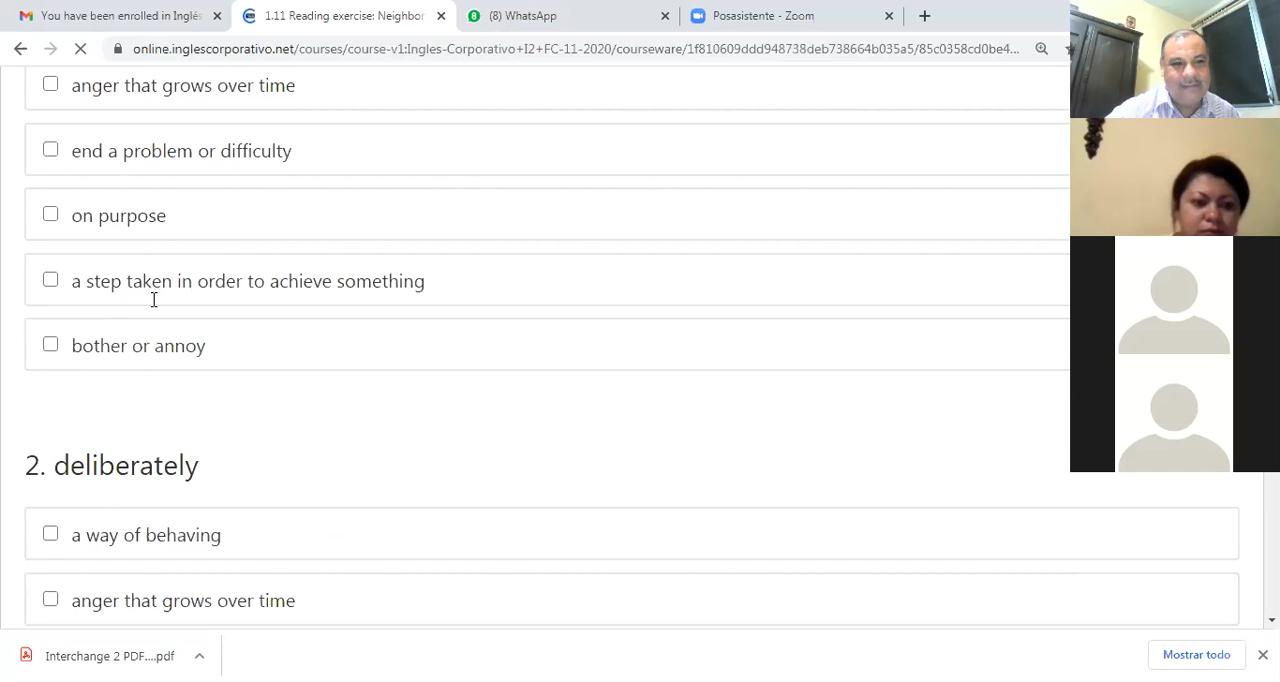 You have been enrolled in Inglés
1.11 Reading exercise: Neighbor
(8) WhatsApp
Posasistente - Zoom
online.inglescorporativo.net/courses/course-v1:Ingles-Corporativo+I2+FC-11-2020/courseware/1f810609ddd948738deb738664b035a5/85c0358cd0be4...
anger that grows over time
end a problem or difficulty
on purpose
a step taken in order to achieve something
bother or annoy
2. deliberately
a way of behaving
anger that grows over time
Interchange 2 PDF....pdf
Mostrar todo